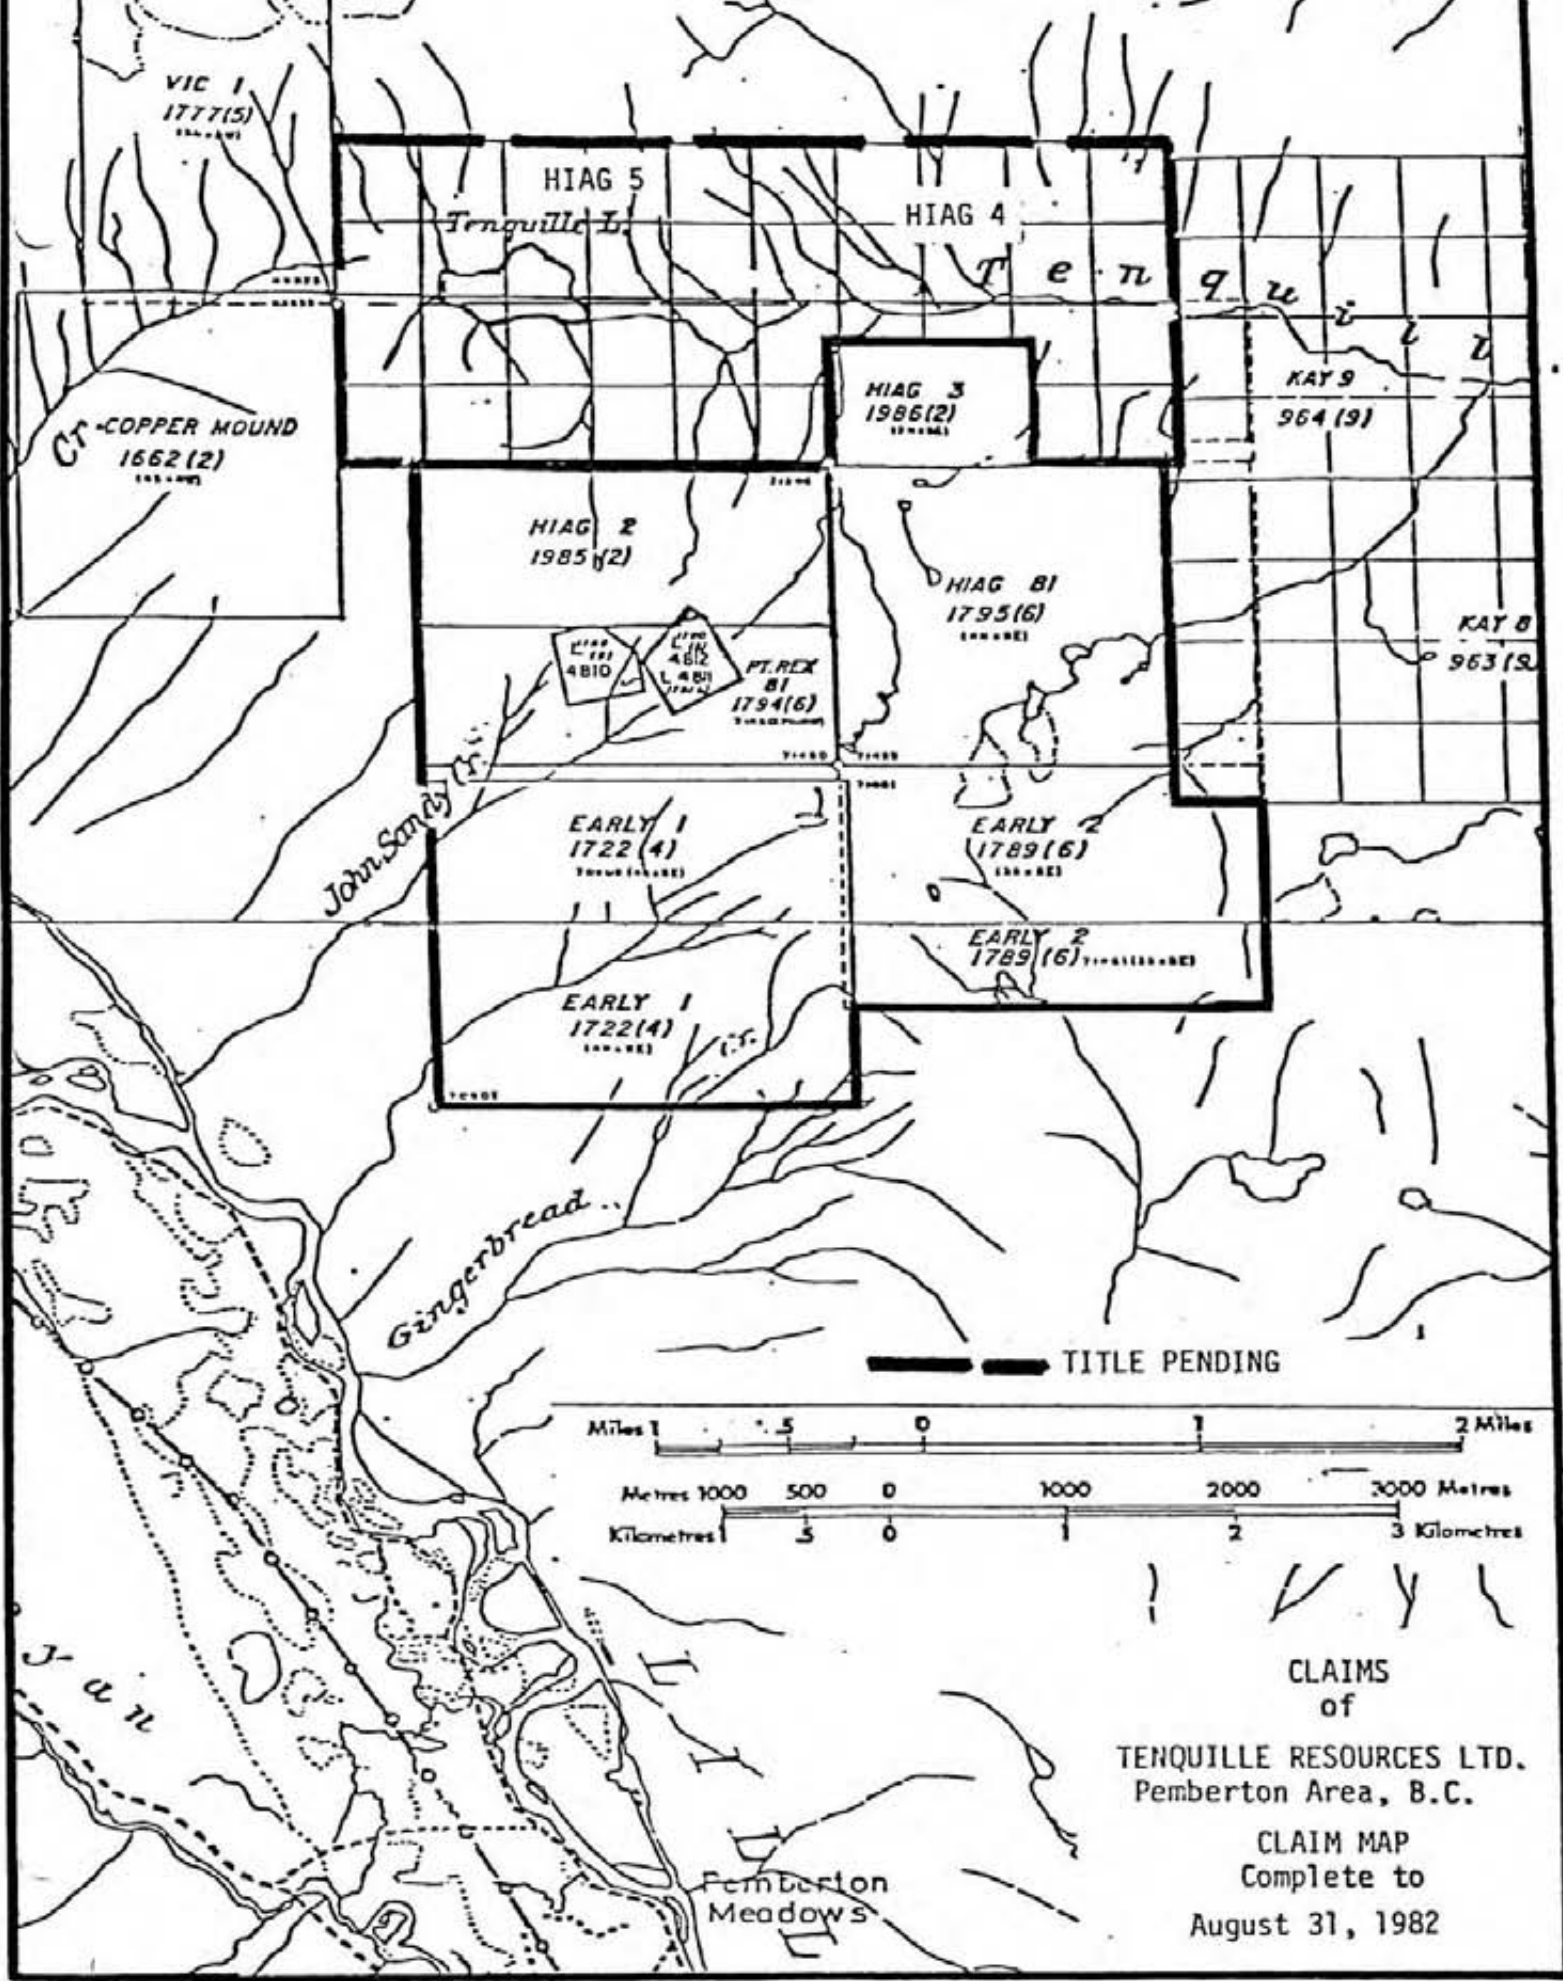 VIC 1
1777(5)
HIAG 5
Tenquille L.
HIAG 4
Tenquill
HIAG 3
1986(2)
KAY 9
964(9)
Cr.
COPPER MOUND
1662(2)
HIAG 2
1985(2)
HIAG 81
1795(6)
KAY 8
963(9
4810
4812
L 4811
PT. REX
81
1794(6)
John Sandy Cr.
EARLY 1
1722(4)
EARLY 2
1789(6)
EARLY 2
1789(6)
EARLY 1
1722(4)
Cr.
Gingerbread
TITLE PENDING
Miles 1 .5 0 1 2 Miles
Metres 1000 500 0 1000 2000 3000 Metres
Kilometres 1 .5 0 1 2 3 Kilometres
CLAIMS
of
TENQUILLE RESOURCES LTD.
Pemberton Area, B.C.
CLAIM MAP
Complete to
August 31, 1982
Pemberton
Meadows